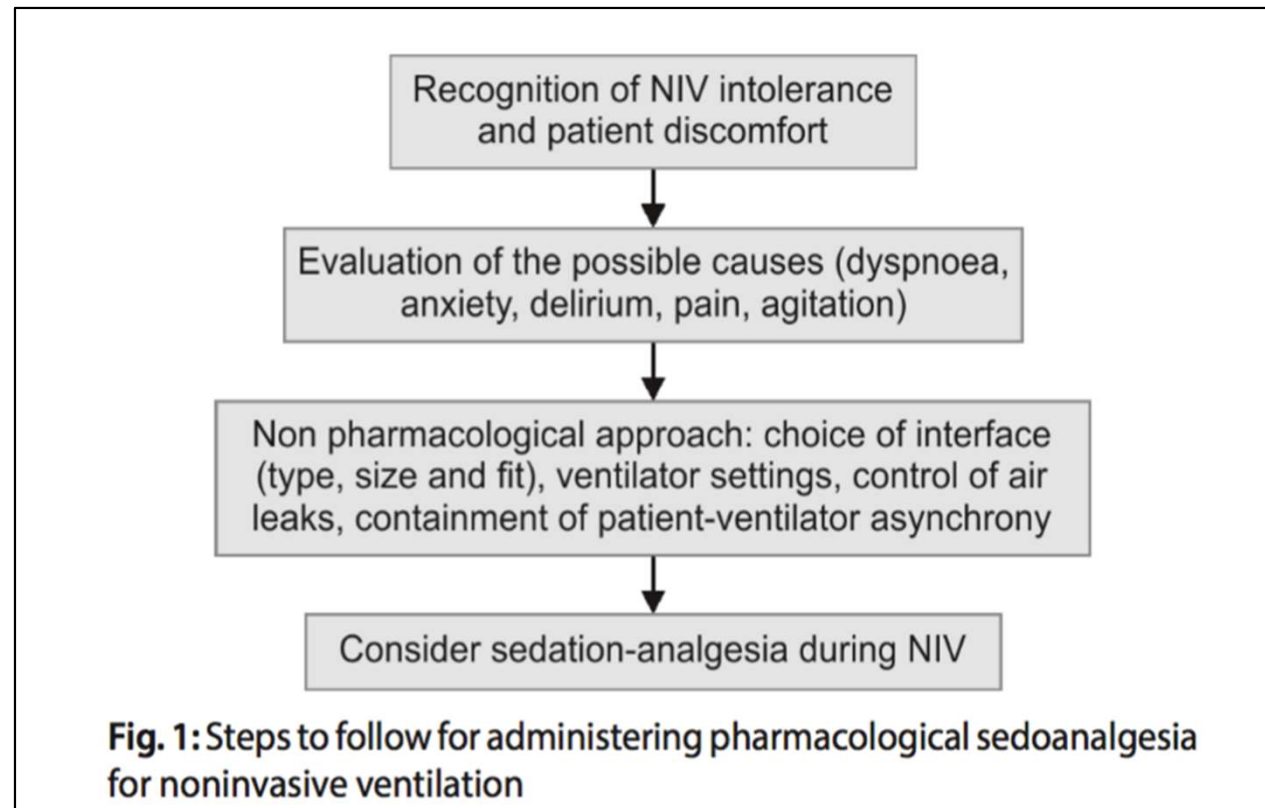 Recognition of NIV intolerance
and patient discomfort
Evaluation of the possible causes (dyspnoea,
anxiety, delirium, pain, agitation)
Non pharmacological approach: choice of interface
(type, size and fit), ventilator settings, control of air
leaks, containment of patient-ventilator asynchrony
Consider sedation-analgesia during NIV
Fig. 1: Steps to follow for administering pharmacological sedoanalgesia
for noninvasive ventilation